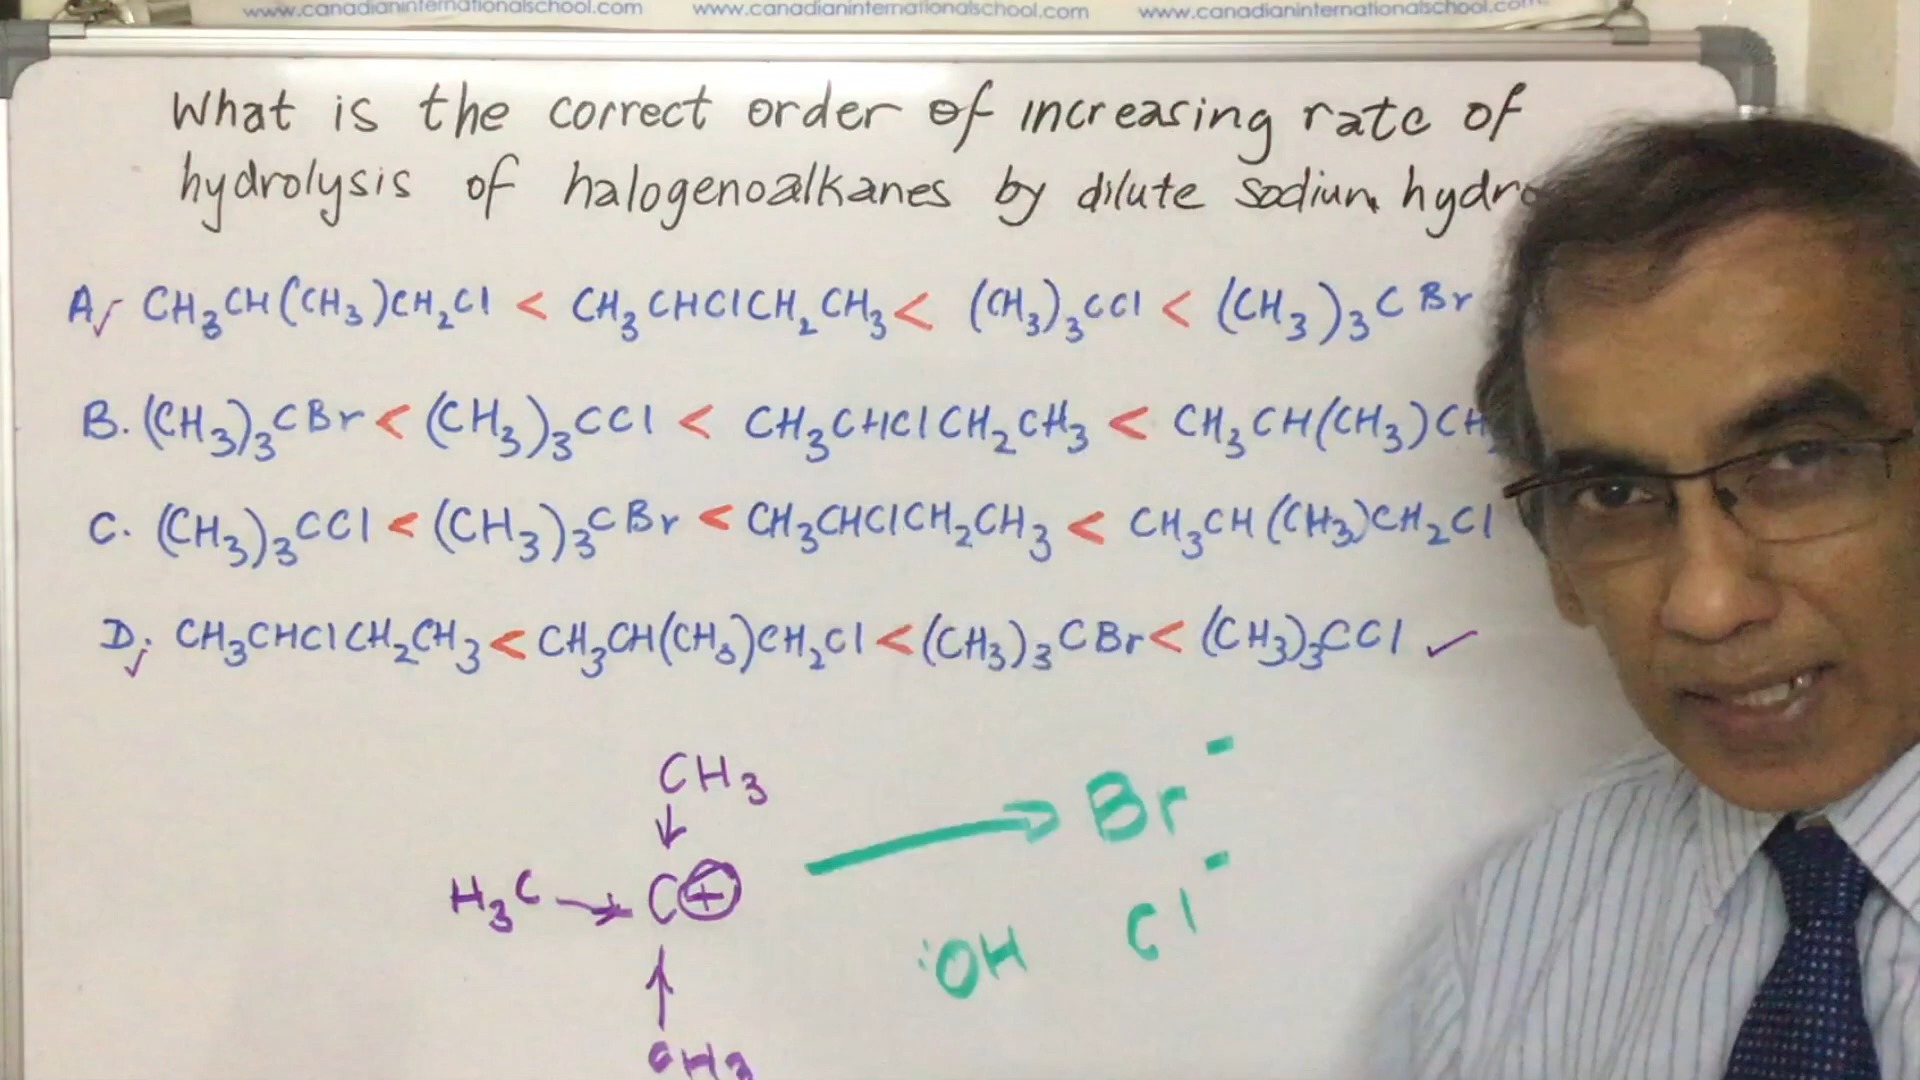 www.canadianinternationalschool.com www.canadianinternationalschool.com www.canadianinternationalschool.com
What is the correct order of increasing rate of
hydrolysis of halogenoalkanes by dilute sodium hydro
A. CH₃CH(CH₃)CH₂Cl < CH₃CHClCH₂CH₃ < (CH₃)₃CCl < (CH₃)₃CBr
B. (CH₃)₃CBr < (CH₃)₃CCl < CH₃CHClCH₂CH₃ < CH₃CH(CH₃)CH
C. (CH₃)₃CCl < (CH₃)₃CBr < CH₃CHClCH₂CH₃ < CH₃CH(CH₃)CH₂Cl
D. CH₃CHClCH₂CH₃ < CH₃CH(CH₃)CH₂Cl < (CH₃)₃CBr < (CH₃)₃CCl ✓
CH₃
Br⁻
H₃C → C⊕
:OH Cl⁻
CH₃